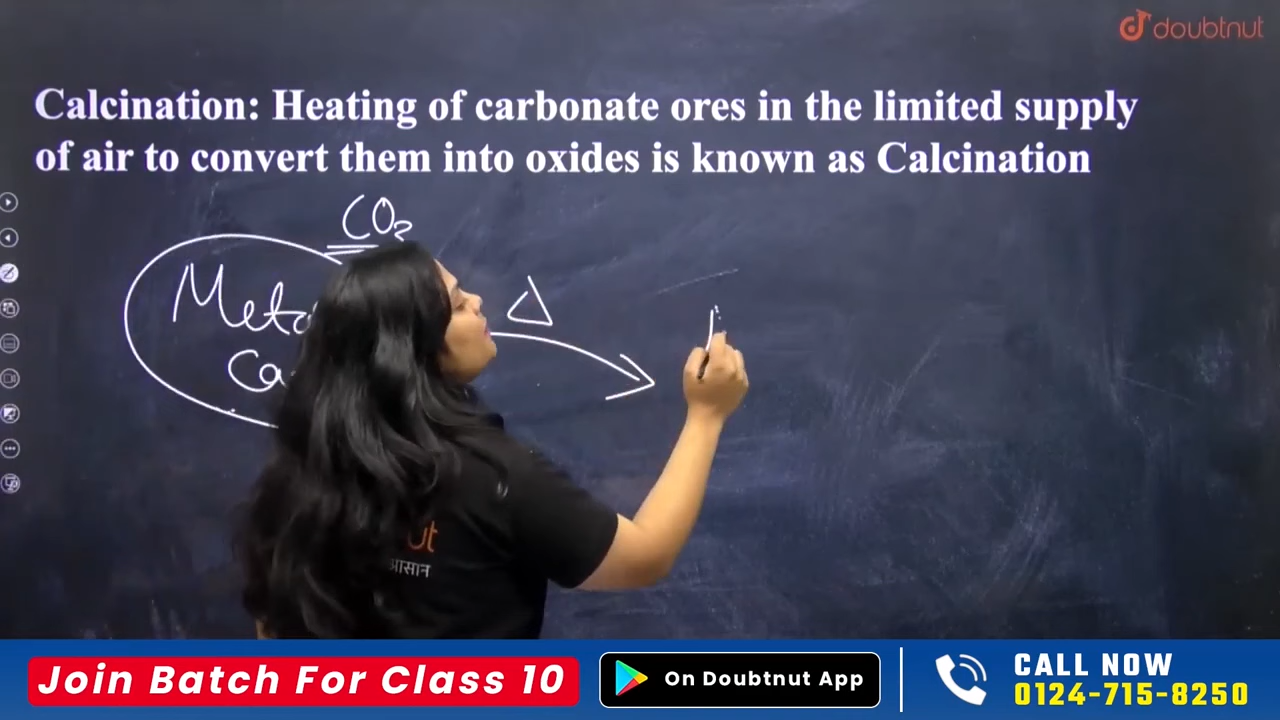 doubtnut
Calcination: Heating of carbonate ores in the limited supply
of air to convert them into oxides is known as Calcination
CO₂
Δ
Join Batch For Class 10
On Doubtnut App
CALL NOW
0124-715-8250